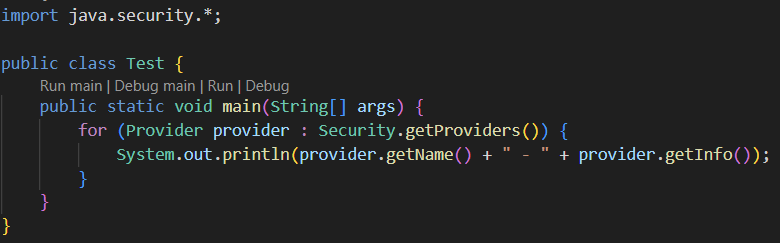 import java.security.*;
public class Test {
Run main | Debug main | Run | Debug
public static void main(String[] args) {
for (Provider provider : Security.getProviders()) {
System.out.println(provider.getName() + " - " + provider.getInfo());
}
}
}